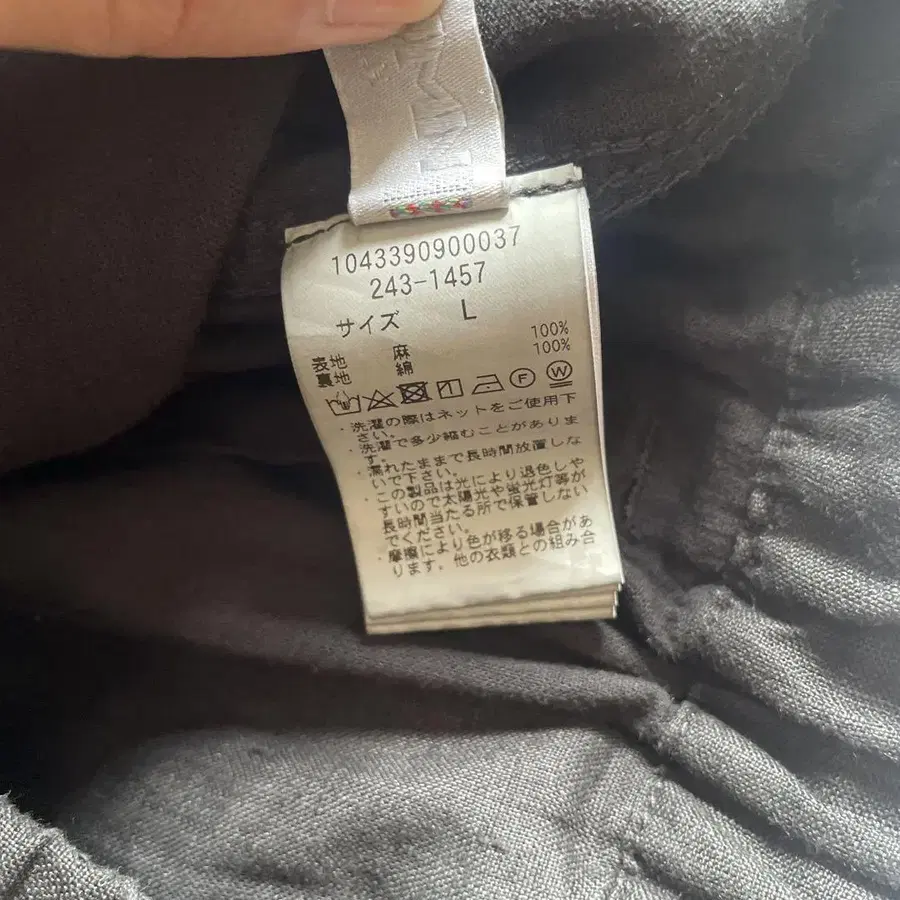 1043390900037
243-1457
サイズ L
表地 麻 100%
裏地 綿 100%
F W
・洗濯の際はネットをご使用下
さい。
・洗濯で多少縮むことがありま
す。
・濡れたままで長時間放置しな
いで下さい。
・この製品は光により退色しや
すいので太陽光や蛍光灯等が
長時間当たる所で保管しない
でください。
・摩擦により色が移る場合があ
ります。他の衣類との組み合